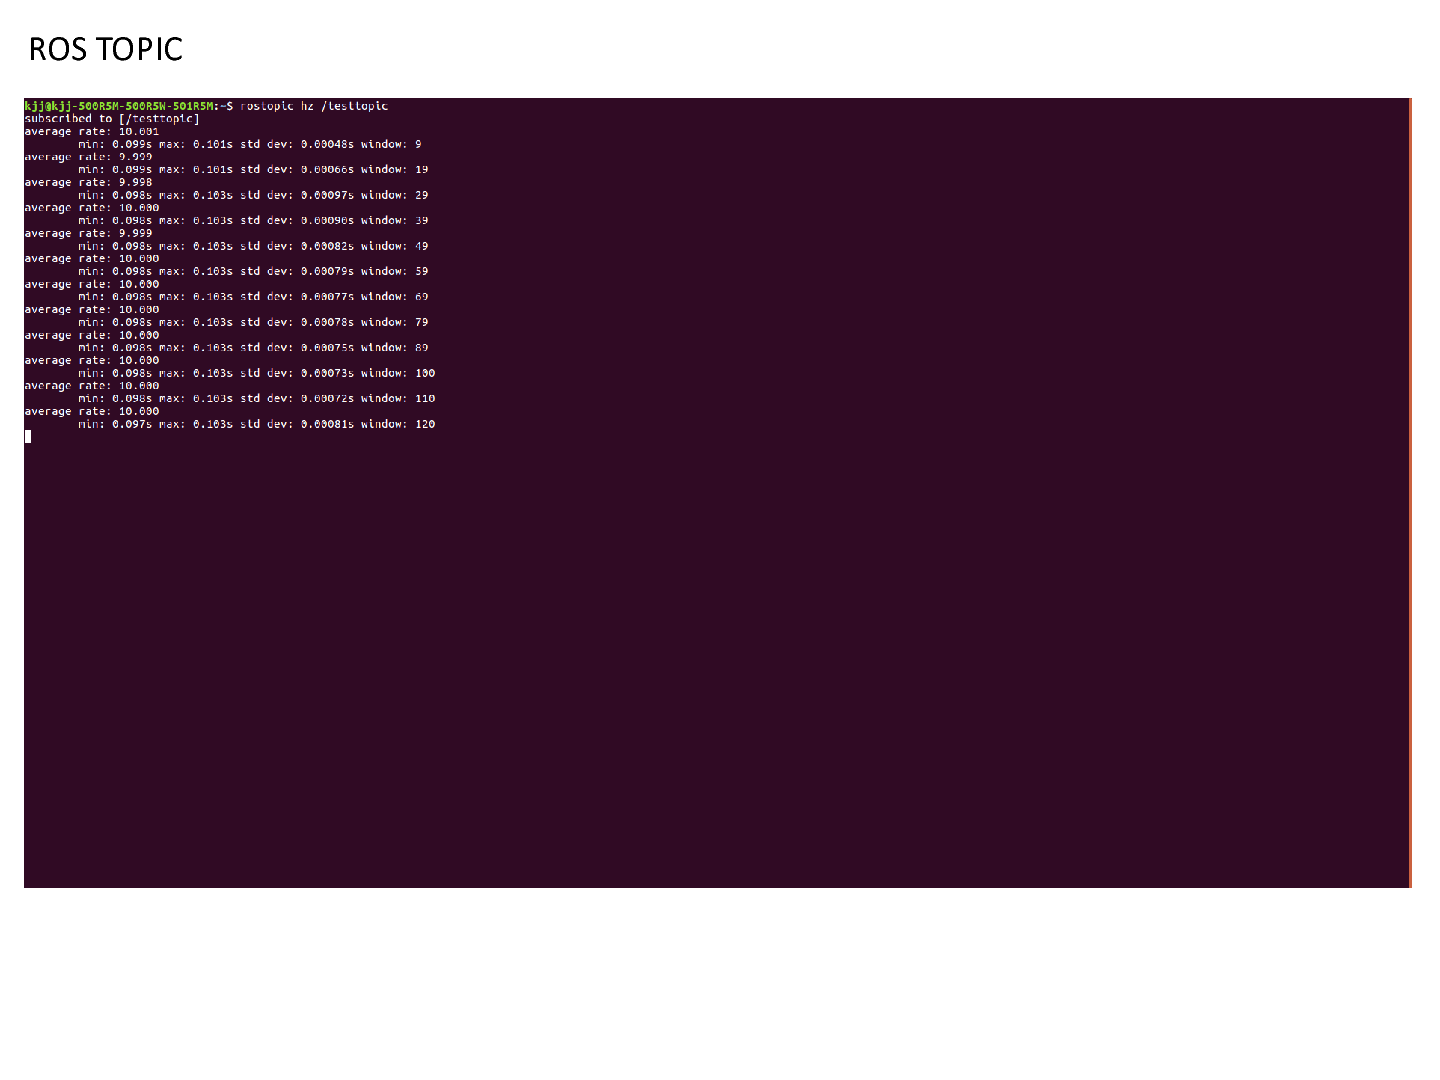 ROS TOPIC
kjj@kjj-500R5M-500R5W-501R5M:~$ rostopic hz /testtopic
subscribed to [/testtopic]
average rate: 10.001
min: 0.099s max: 0.101s std dev: 0.00048s window: 9
average rate: 9.999
min: 0.099s max: 0.101s std dev: 0.00066s window: 19
average rate: 9.998
min: 0.098s max: 0.103s std dev: 0.00097s window: 29
average rate: 10.000
min: 0.098s max: 0.103s std dev: 0.00090s window: 39
average rate: 9.999
min: 0.098s max: 0.103s std dev: 0.00082s window: 49
average rate: 10.000
min: 0.098s max: 0.103s std dev: 0.00079s window: 59
average rate: 10.000
min: 0.098s max: 0.103s std dev: 0.00077s window: 69
average rate: 10.000
min: 0.098s max: 0.103s std dev: 0.00078s window: 79
average rate: 10.000
min: 0.098s max: 0.103s std dev: 0.00075s window: 89
average rate: 10.000
min: 0.098s max: 0.103s std dev: 0.00073s window: 100
average rate: 10.000
min: 0.098s max: 0.103s std dev: 0.00072s window: 110
average rate: 10.000
min: 0.097s max: 0.103s std dev: 0.00081s window: 120